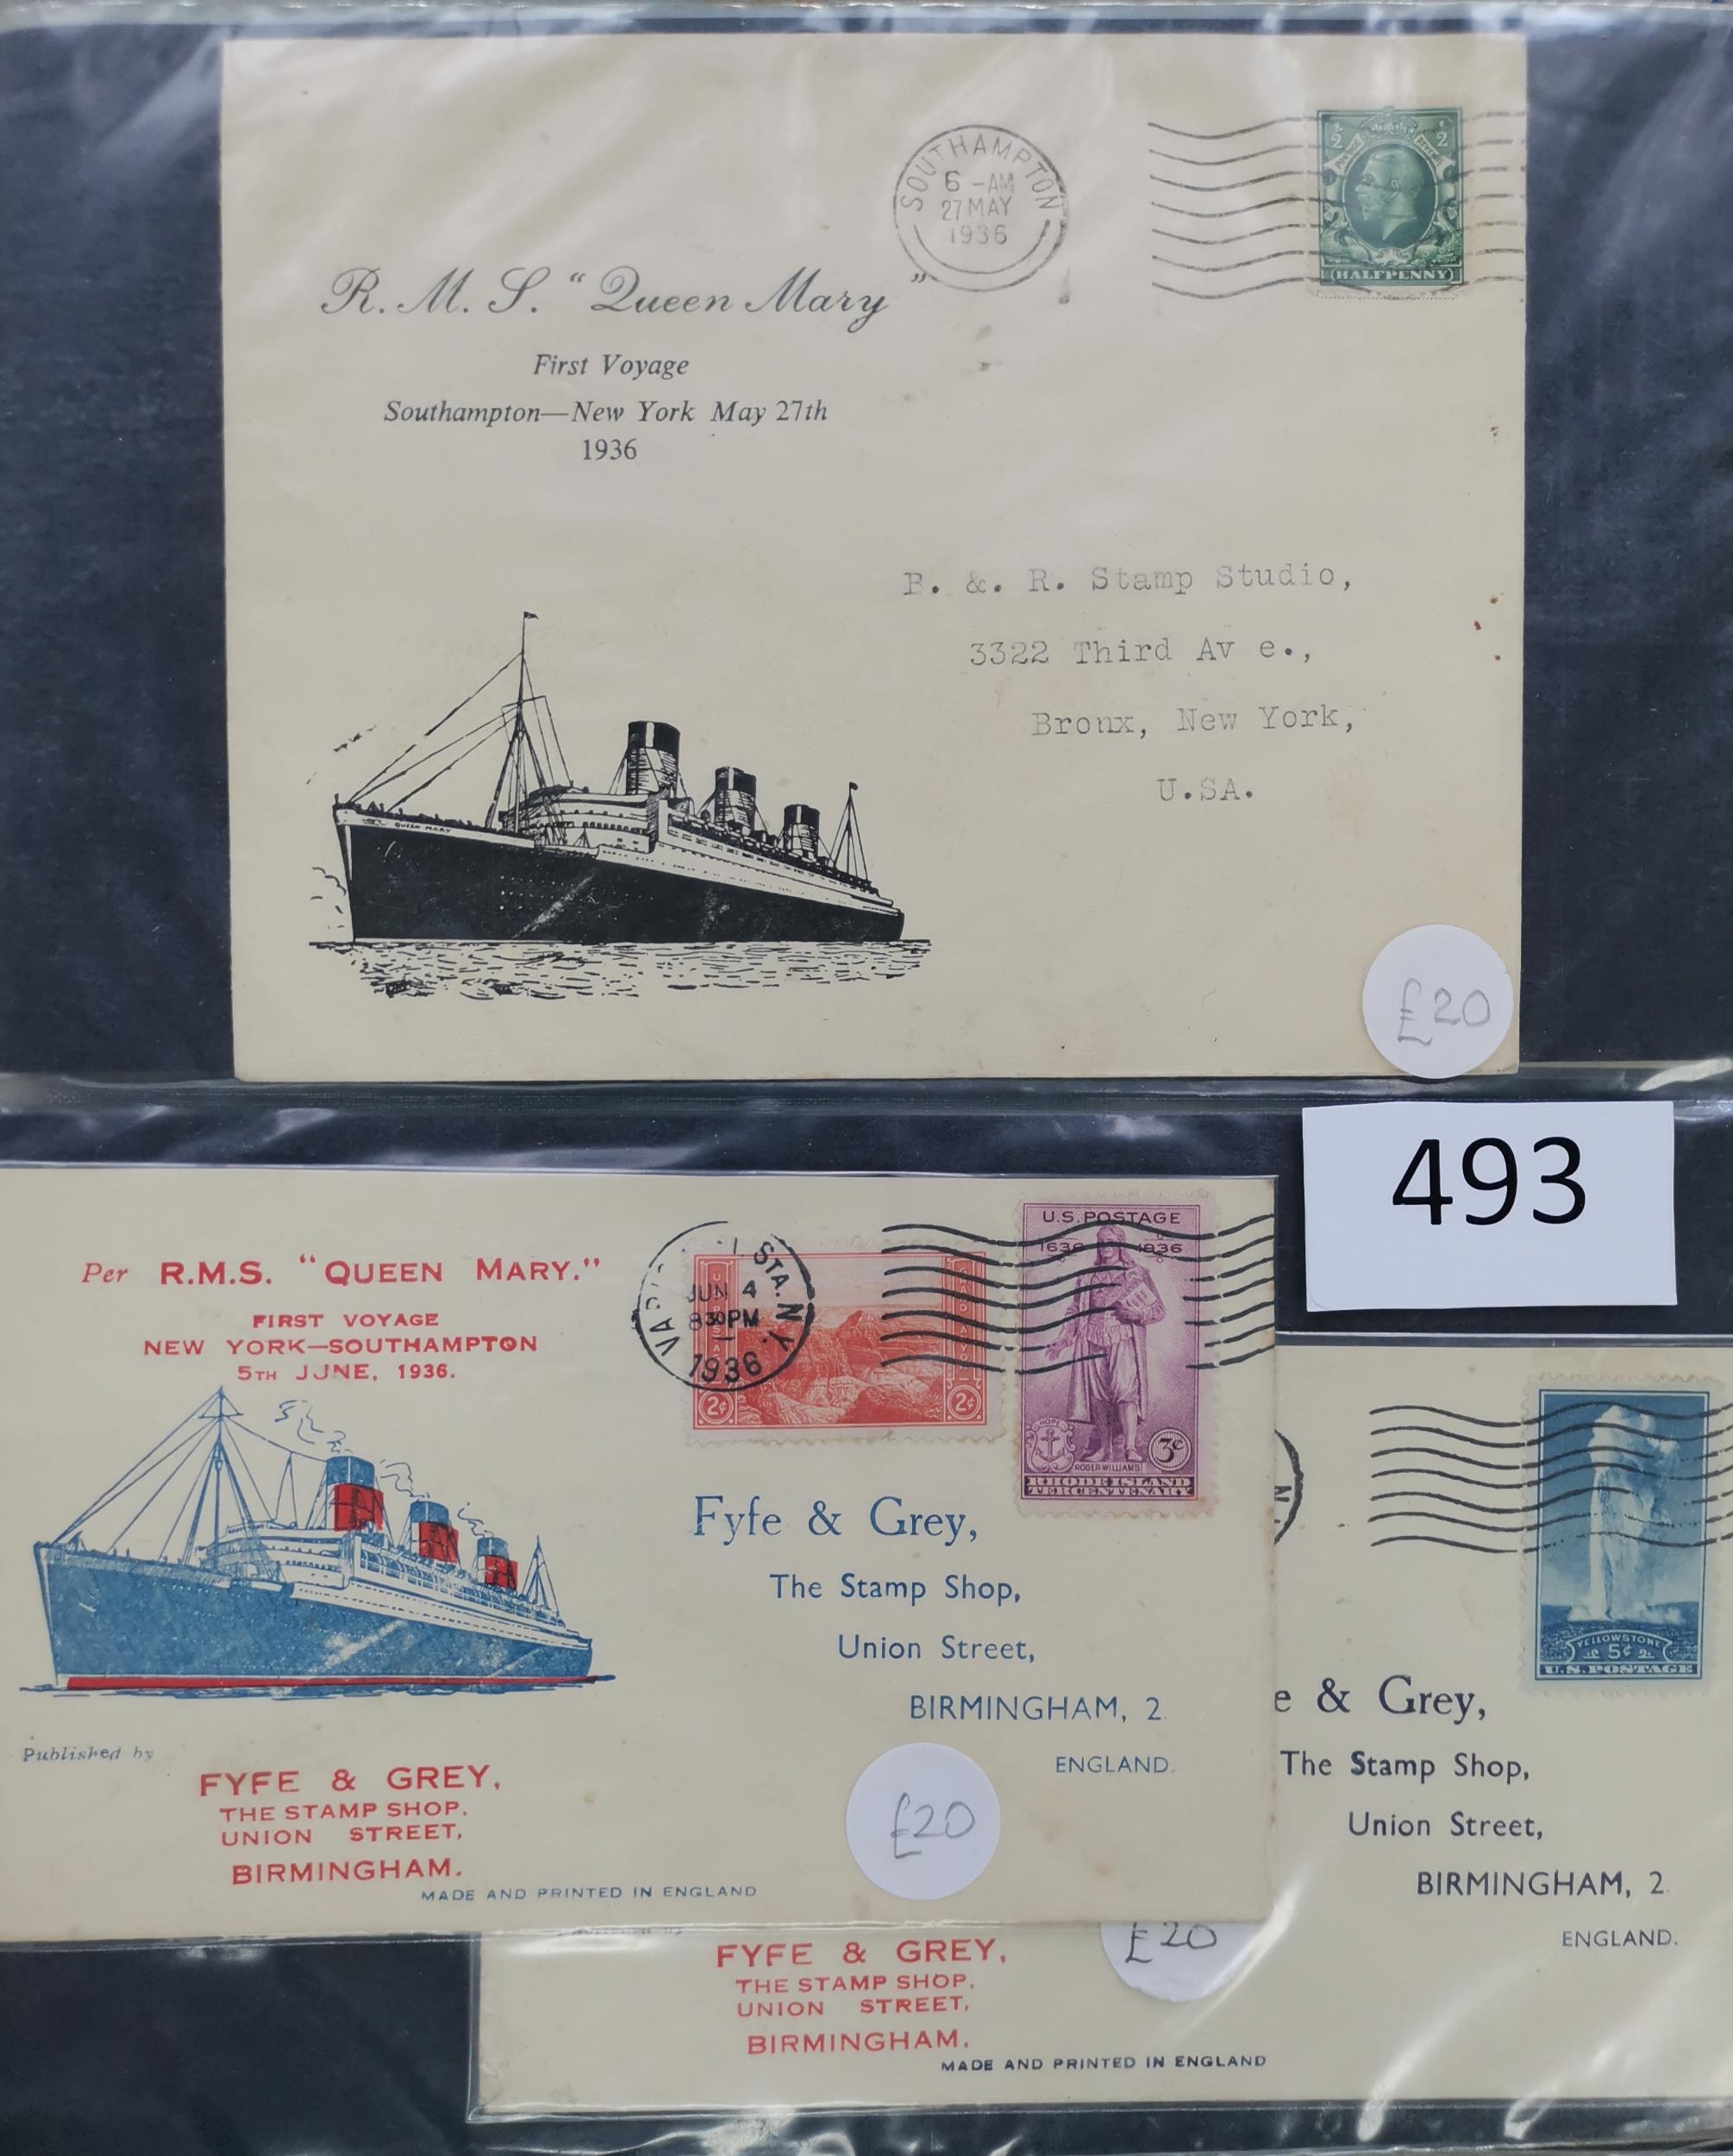 SOUTHAMPTON
6 - AM
27 MAY
1936
½ ½
HALFPENNY
R. M. S. "Queen Mary"
First Voyage
Southampton—New York May 27th
1936
B. &. R. Stamp Studio,
3322 Third Av e.,
Bronx, New York,
U.SA.
QUEEN MARY
£20
493
Per R.M.S. "QUEEN MARY."
FIRST VOYAGE
NEW YORK—SOUTHAMPTON
5TH JJNE, 1936.
STA. N.Y.
JUN 4
830PM
1936
2¢ 2¢
U.S. POSTAGE
1636 1936
HOPE
3¢
ROGER WILLIAMS
RHODE ISLAND
TERCENTENARY
Fyfe & Grey,
The Stamp Shop,
Union Street,
BIRMINGHAM, 2.
ENGLAND.
Published by
FYFE & GREY,
THE STAMP SHOP,
UNION STREET,
BIRMINGHAM.
MADE AND PRINTED IN ENGLAND
£20
N
YELLOWSTONE
5¢
U.S. POSTAGE
e & Grey,
The Stamp Shop,
Union Street,
BIRMINGHAM, 2.
ENGLAND.
£20
FYFE & GREY,
THE STAMP SHOP,
UNION STREET,
BIRMINGHAM.
MADE AND PRINTED IN ENGLAND